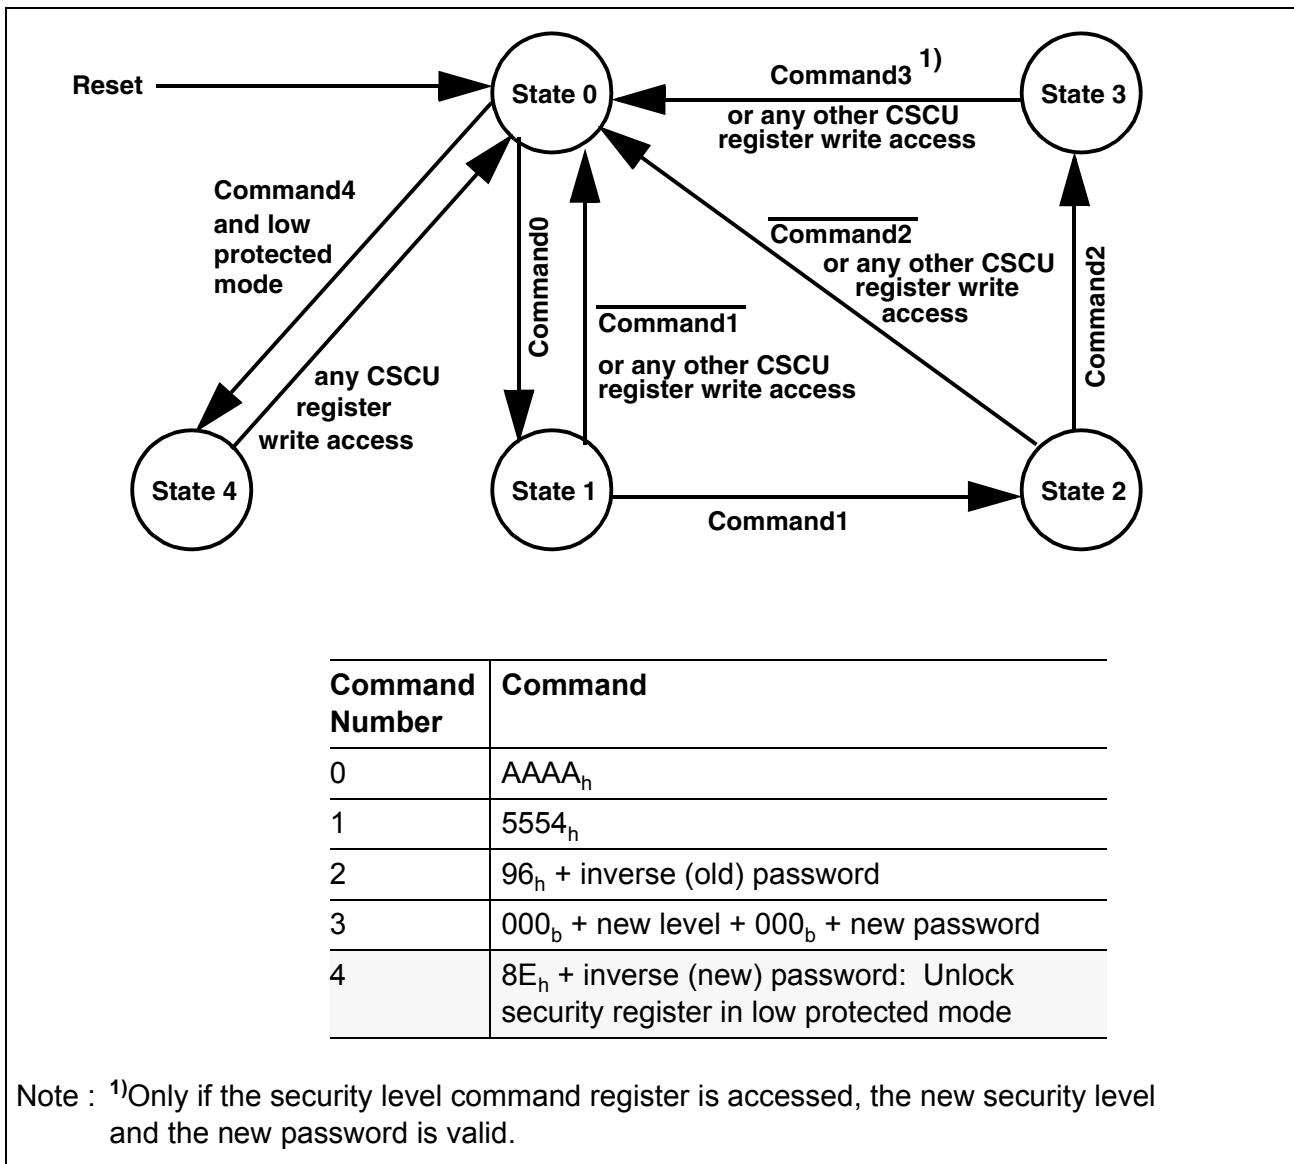 Reset
State 0
Command3 1)
or any other CSCU
register write access
State 3
Command4
and low
protected
mode
Command0
Command1
or any other CSCU
register write access
Command2
or any other CSCU
register write
access
Command2
any CSCU
register
write access
State 4
State 1
Command1
State 2
Command Number
Command
0
AAAAh
1
5554h
2
96h + inverse (old) password
3
000b + new level + 000b + new password
4
8Eh + inverse (new) password: Unlock
security register in low protected mode
Note : 1)Only if the security level command register is accessed, the new security level
and the new password is valid.